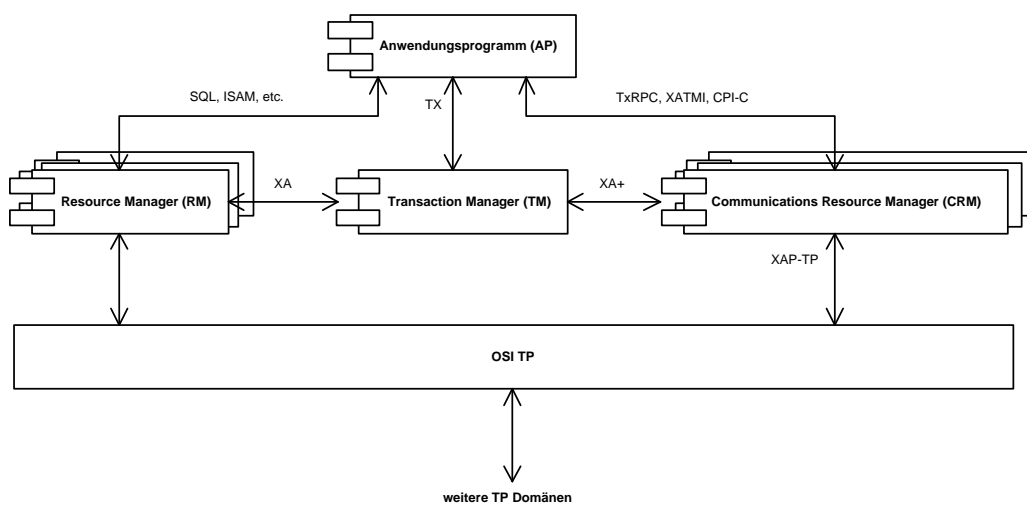 Anwendungsprogramm (AP)
SQL, ISAM, etc.
TX
TxRPC, XATMI, CPI-C
Resource Manager (RM)
XA
Transaction Manager (TM)
XA+
Communications Resource Manager (CRM)
XAP-TP
OSI TP
weitere TP Domänen